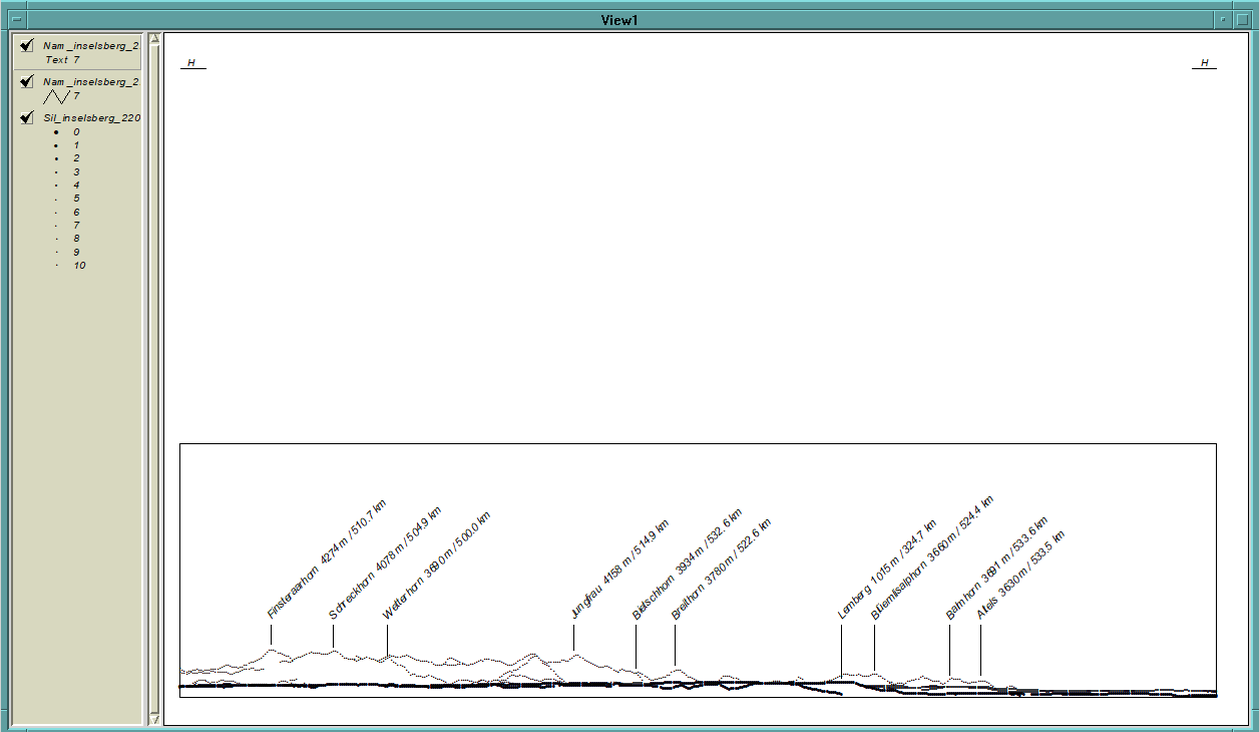 View1
Nam_inselsberg_2
Text 7
Nam_inselsberg_2
7
Sil_inselsberg_220
0
1
2
3
4
5
6
7
8
9
10
H
H
Finsteraarhorn 4274 m / 510.7 km
Schreckhorn 4078 m / 504.9 km
Wetterhorn 3690 m / 500.0 km
Jungfrau 4158 m / 514.9 km
Bietschhorn 3934 m / 532.6 km
Breithorn 3780 m / 522.6 km
Lemberg 1015 m / 324.7 km
Bluemlisalphorn 3660 m / 524.4 km
Balmhorn 3691 m / 533.6 km
Altels 3630 m / 533.5 km